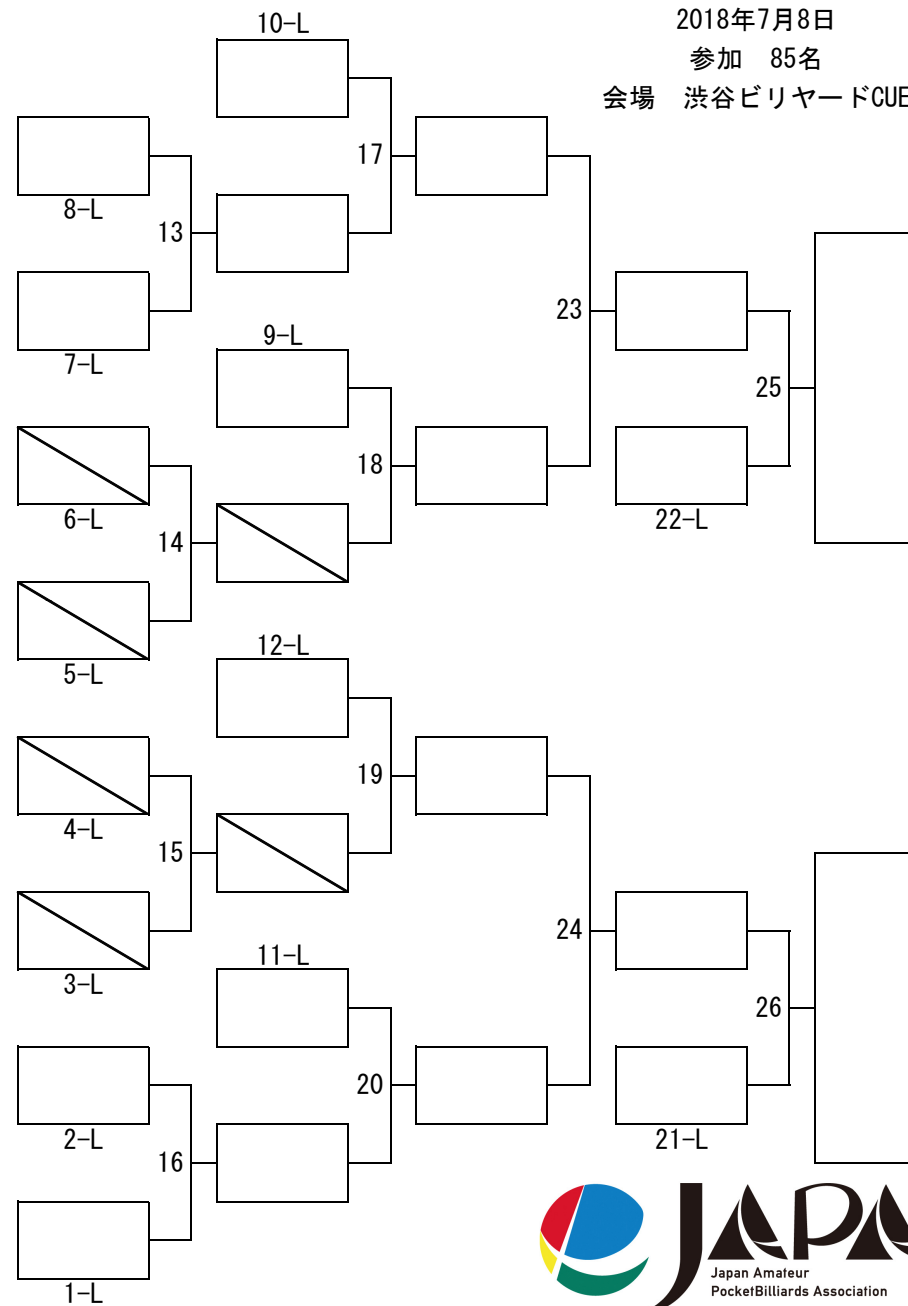 2018年7月8日
参加　85名
会場　渋谷ビリヤードCUE
10-L
17
8-L
13
7-L
23
9-L
25
18
6-L
22-L
14
5-L
12-L
19
4-L
15
24
3-L
11-L
26
20
2-L
21-L
16
1-L
JAPA
Japan Amateur
PocketBilliards Association